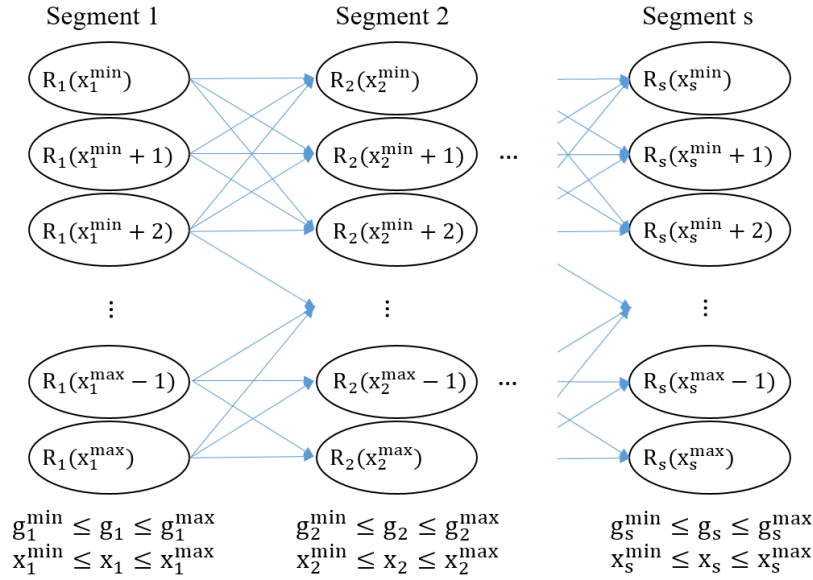 Segment 1 Segment 2 Segment s
R₁(x₁ᵐⁱⁿ) R₂(x₂ᵐⁱⁿ) Rₛ(xₛᵐⁱⁿ)
R₁(x₁ᵐⁱⁿ + 1) R₂(x₂ᵐⁱⁿ + 1) ... Rₛ(xₛᵐⁱⁿ + 1)
R₁(x₁ᵐⁱⁿ + 2) R₂(x₂ᵐⁱⁿ + 2) Rₛ(xₛᵐⁱⁿ + 2)
⋮ ⋮ ⋮
R₁(x₁ᵐᵃˣ − 1) R₂(x₂ᵐᵃˣ − 1) ... Rₛ(xₛᵐᵃˣ − 1)
R₁(x₁ᵐᵃˣ) R₂(x₂ᵐᵃˣ) Rₛ(xₛᵐᵃˣ)
g₁ᵐⁱⁿ ≤ g₁ ≤ g₁ᵐᵃˣ g₂ᵐⁱⁿ ≤ g₂ ≤ g₂ᵐᵃˣ gₛᵐⁱⁿ ≤ gₛ ≤ gₛᵐᵃˣ
x₁ᵐⁱⁿ ≤ x₁ ≤ x₁ᵐᵃˣ x₂ᵐⁱⁿ ≤ x₂ ≤ x₂ᵐᵃˣ xₛᵐⁱⁿ ≤ xₛ ≤ xₛᵐᵃˣ